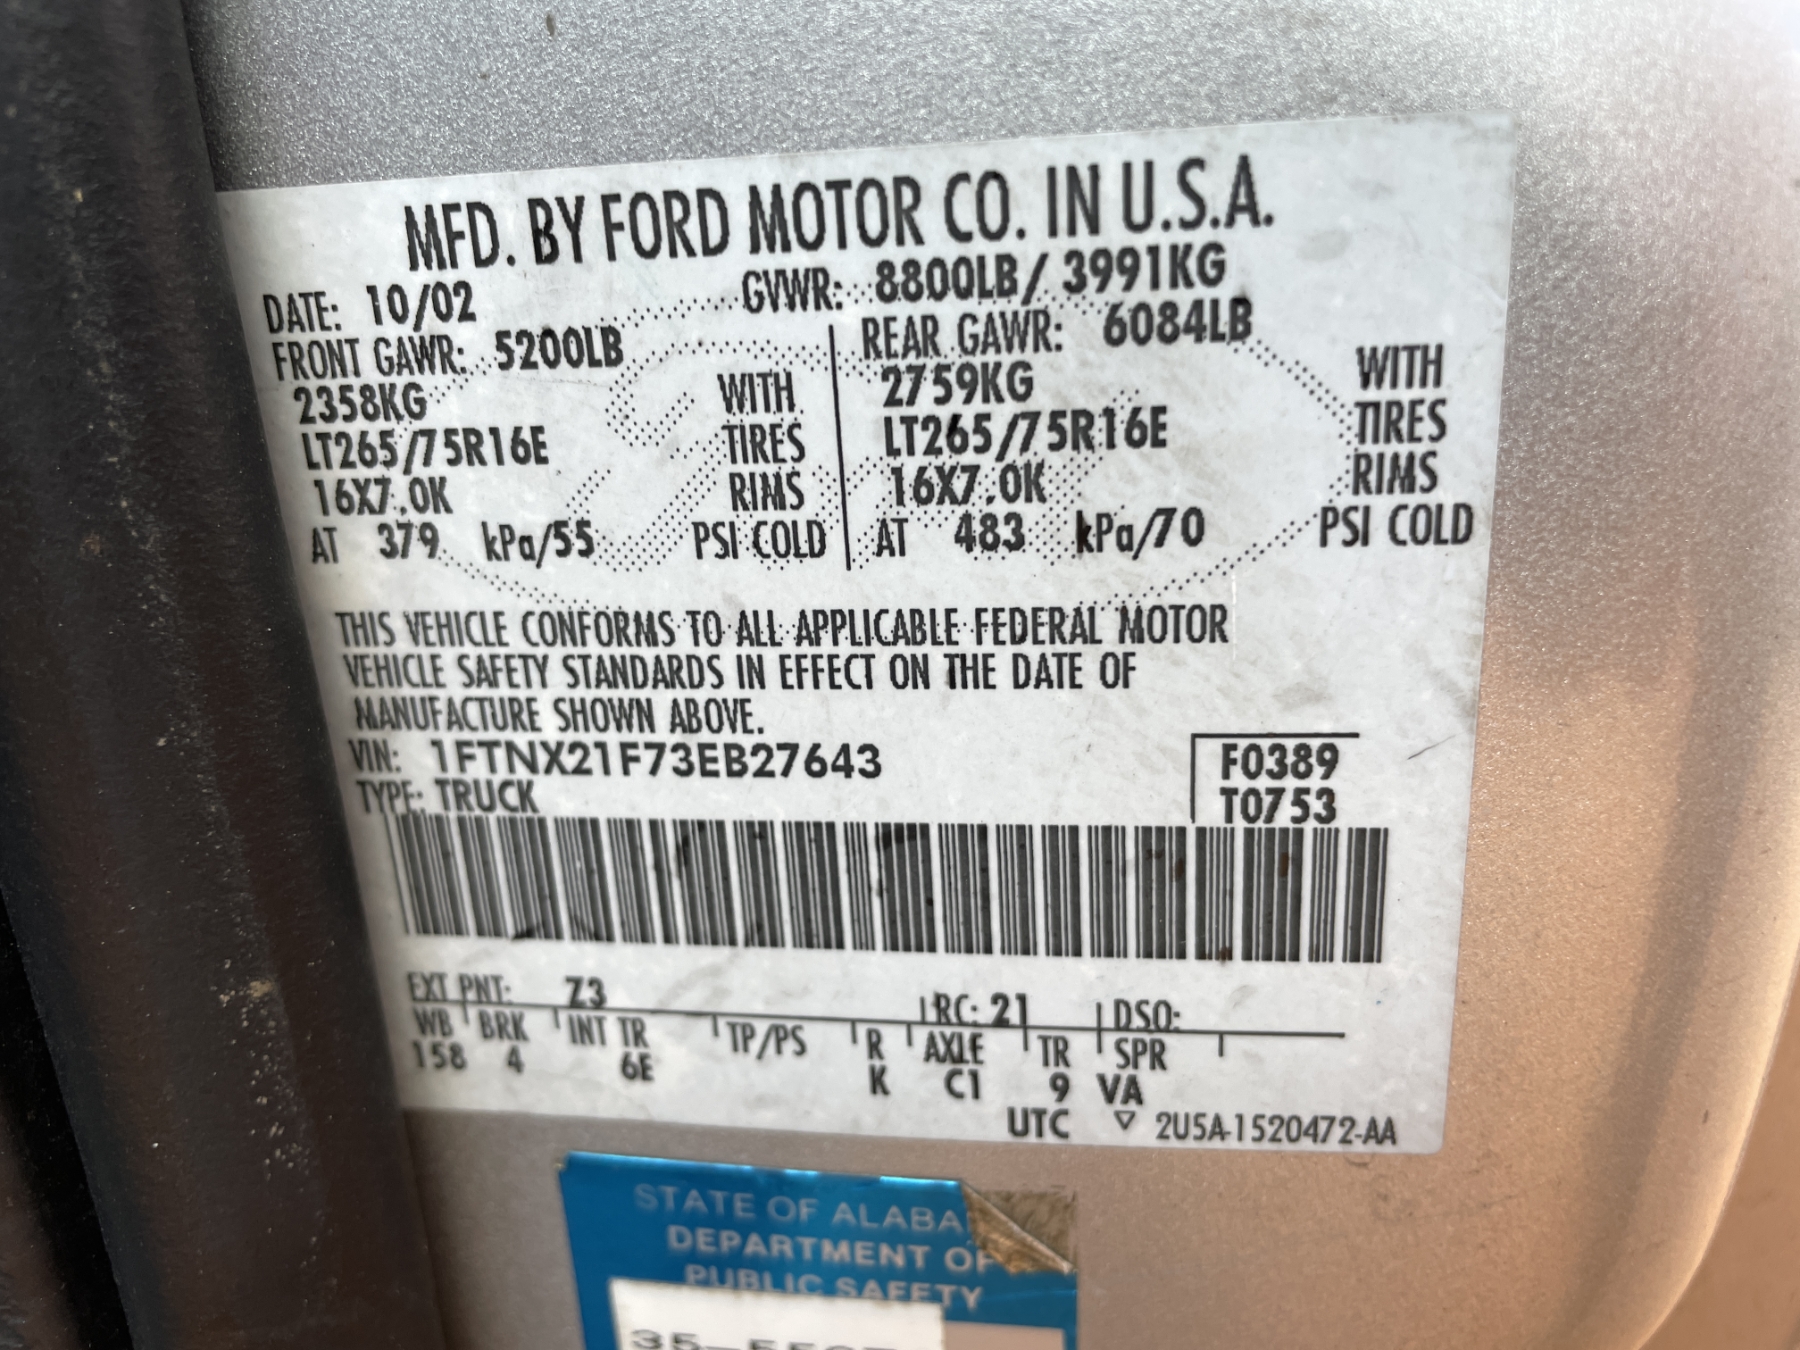 MFD. BY FORD MOTOR CO. IN U.S.A.
DATE: 10/02 GVWR: 8800LB/ 3991KG
FRONT GAWR: 5200LB REAR GAWR: 6084LB
2358KG WITH 2759KG WITH
LT265/75R16E TIRES LT265/75R16E TIRES
16X7.0K RIMS 16X7.0K RIMS
AT 379 kPa/55 PSI COLD AT 483 kPa/70 PSI COLD
THIS VEHICLE CONFORMS TO ALL APPLICABLE FEDERAL MOTOR
VEHICLE SAFETY STANDARDS IN EFFECT ON THE DATE OF
MANUFACTURE SHOWN ABOVE.
VIN: 1FTNX21F73EB27643 F0389
TYPE: TRUCK T0753
EXT PNT: Z3 RC: 21 DSO:
WB BRK INT TR TP/PS R AXLE TR SPR
158 4 6E K C1 9 VA
UTC ▽ 2U5A-1520472-AA
STATE OF ALABA
DEPARTMENT OF
PUBLIC SAFETY